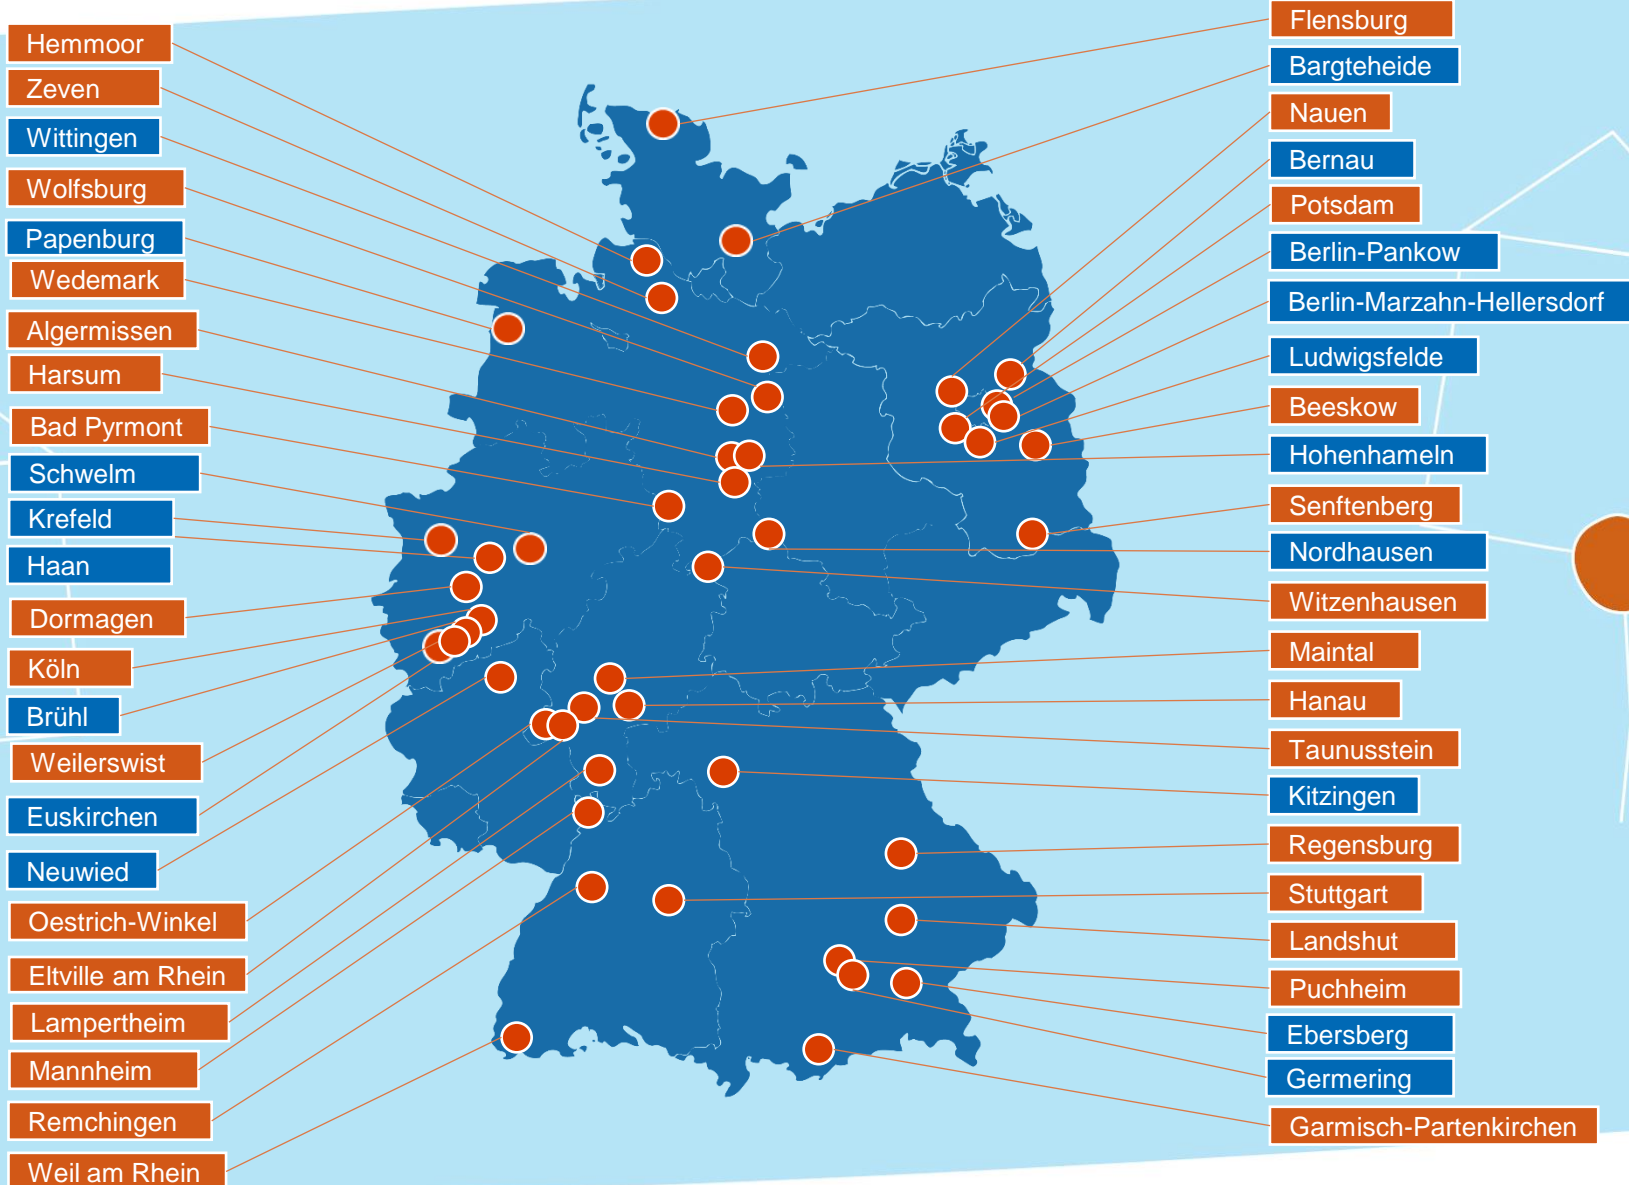 Hemmoor
Zeven
Wittingen
Wolfsburg
Papenburg
Wedemark
Algermissen
Harsum
Bad Pyrmont
Schwelm
Krefeld
Haan
Dormagen
Köln
Brühl
Weilerswist
Euskirchen
Neuwied
Oestrich-Winkel
Eltville am Rhein
Lampertheim
Mannheim
Remchingen
Weil am Rhein
Flensburg
Bargteheide
Nauen
Bernau
Potsdam
Berlin-Pankow
Berlin-Marzahn-Hellersdorf
Ludwigsfelde
Beeskow
Hohenhameln
Senftenberg
Nordhausen
Witzenhausen
Maintal
Hanau
Taunusstein
Kitzingen
Regensburg
Stuttgart
Landshut
Puchheim
Ebersberg
Germering
Garmisch-Partenkirchen